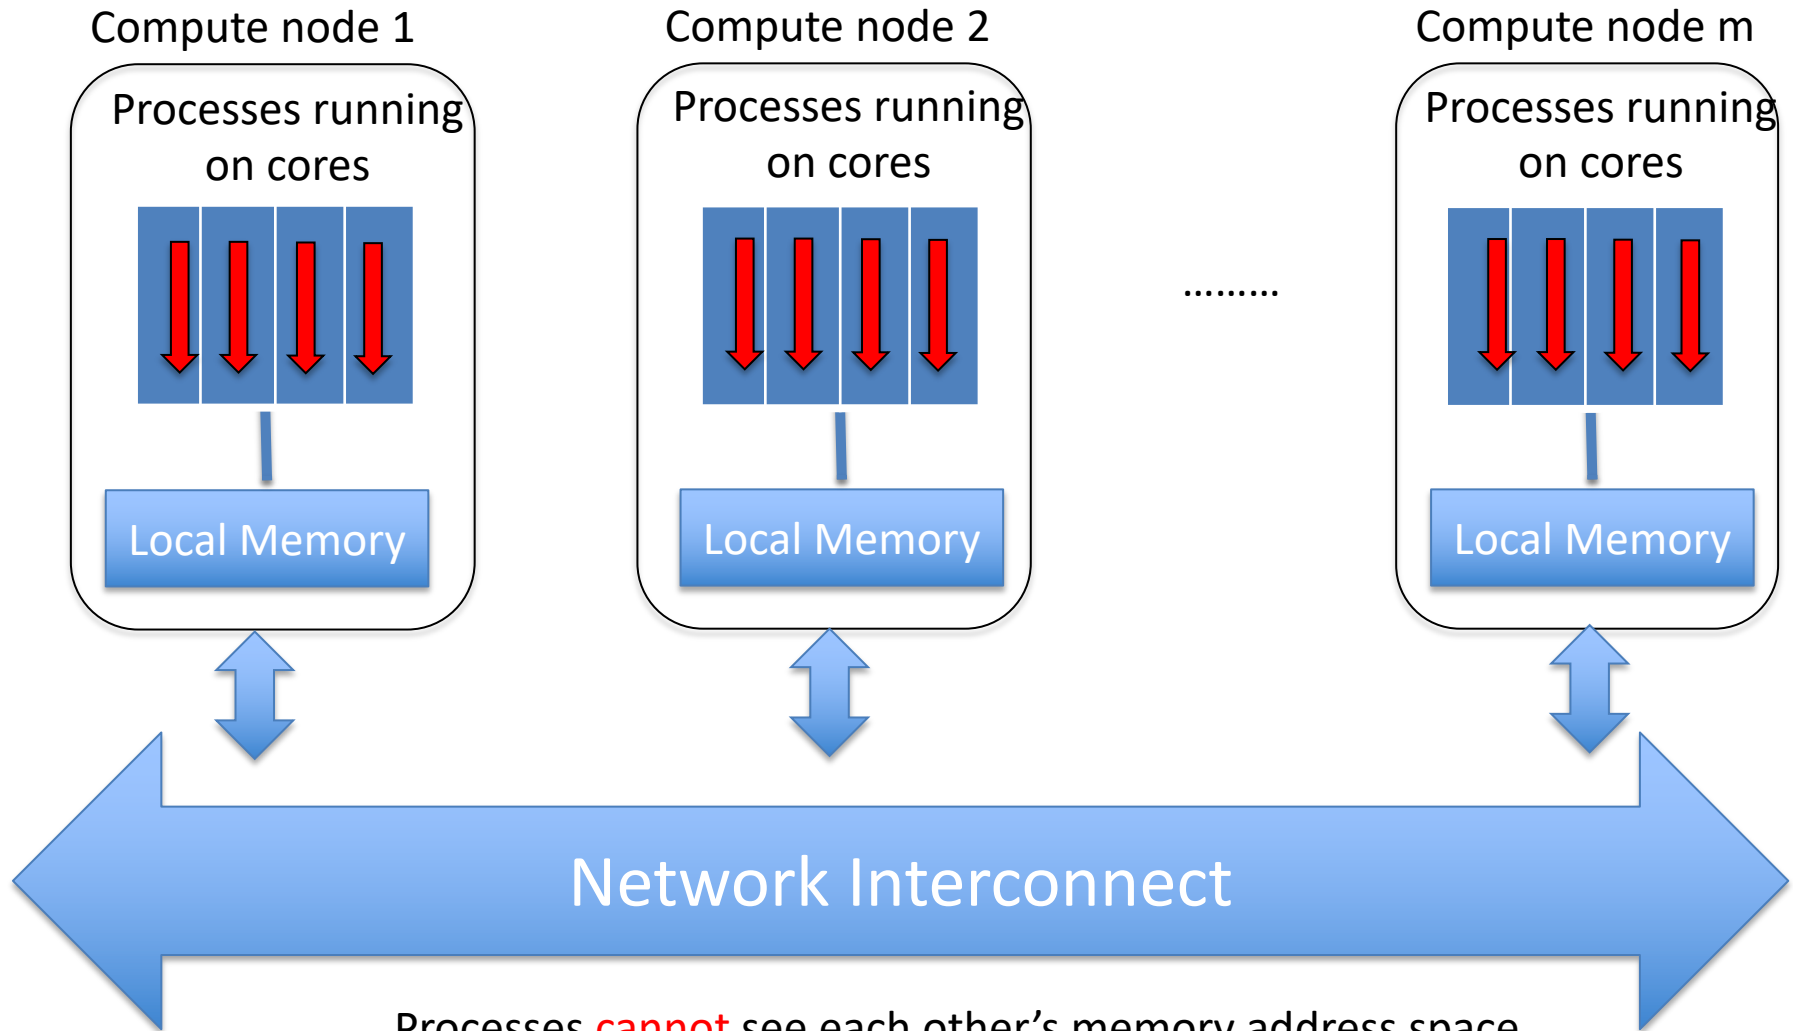 Compute node 1
Processes running
on cores
Local Memory
Compute node 2
Processes running
on cores
Local Memory
.........
Compute node m
Processes running
on cores
Local Memory
Network Interconnect
Processes cannot see each other’s memory address space